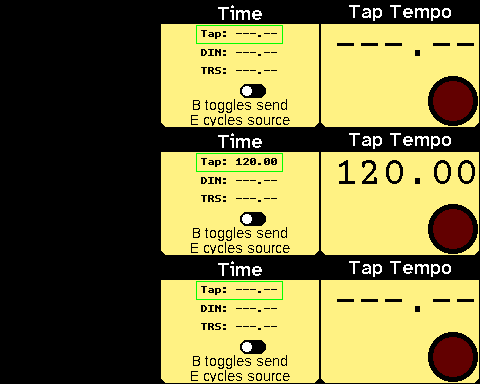 Time Tap Tempo
Tap: ---.-- ---.--
DIN: ---.--
TRS: ---.--
B toggles send
E cycles source
Time Tap Tempo
Tap: 120.00 120.00
DIN: ---.--
TRS: ---.--
B toggles send
E cycles source
Time Tap Tempo
Tap: ---.-- ---.--
DIN: ---.--
TRS: ---.--
B toggles send
E cycles source